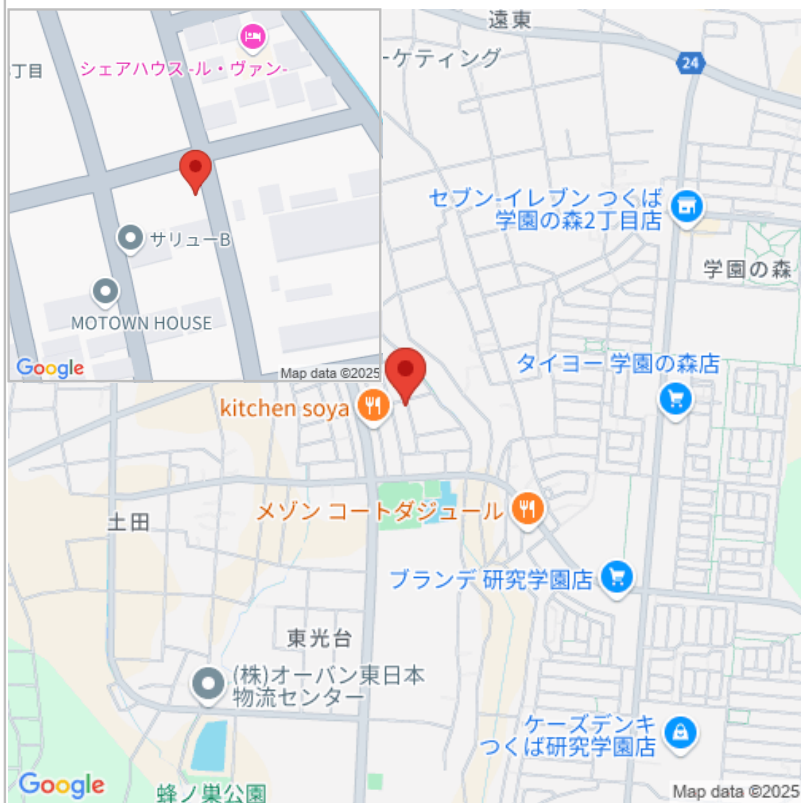 遠東
ーケティング
24
丁目
シェアハウス -ル・ヴァン-
サリューB
MOTOWN HOUSE
Google
Map data ©2025
セブン-イレブン つくば
学園の森2丁目店
学園の森
タイヨー 学園の森店
kitchen soya
メゾン コートダジュール
土田
ブランデ 研究学園店
東光台
(株)オーバン東日本
物流センター
ケーズデンキ
つくば研究学園店
Google
蜂ノ巣公園
Map data ©2025